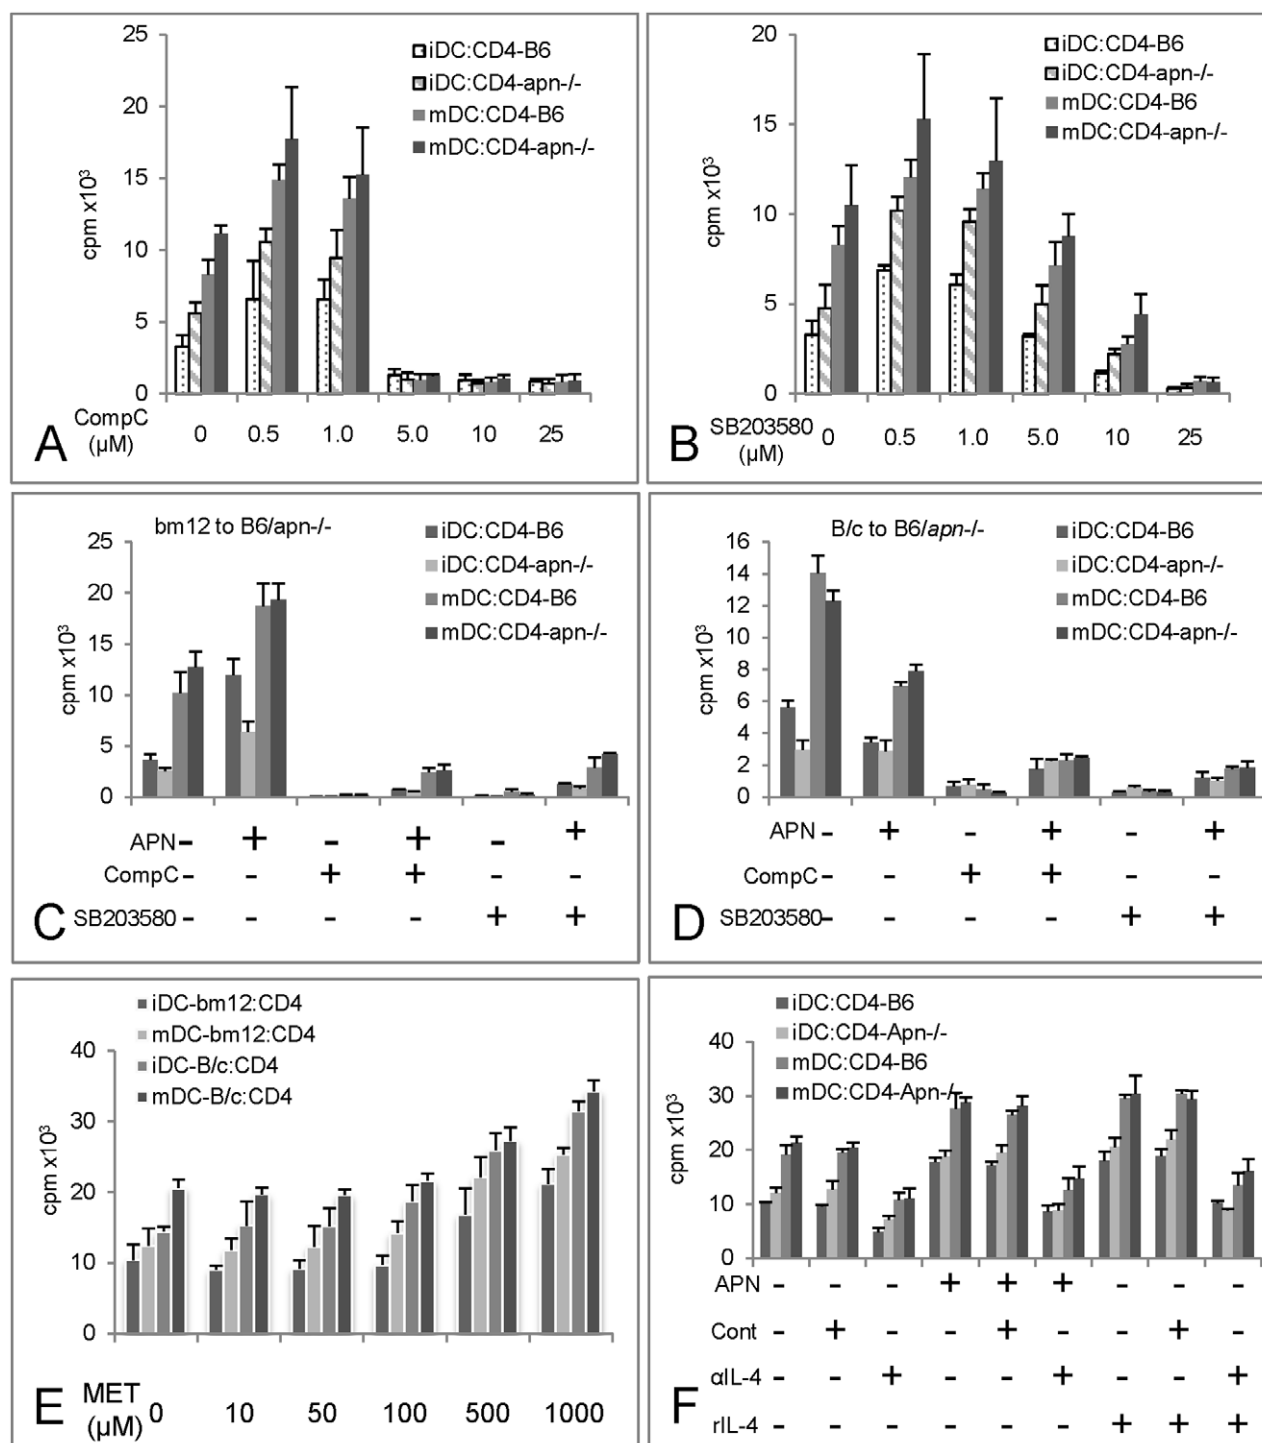 iDC:CD4-B6
iDC:CD4-apn-/-
mDC:CD4-B6
mDC:CD4-apn-/-
25
20
15
10
5
0
cpm x10³
CompC
(µM)
0 0.5 1.0 5.0 10 25
A
iDC:CD4-B6
iDC:CD4-apn-/-
mDC:CD4-B6
mDC:CD4-apn-/-
20
15
10
5
0
cpm x10³
SB203580
(µM)
0 0.5 1.0 5.0 10 25
B
bm12 to B6/apn-/-
iDC:CD4-B6
iDC:CD4-apn-/-
mDC:CD4-B6
mDC:CD4-apn-/-
25
20
15
10
5
0
cpm x10³
APN - + - + - +
CompC - - + + - -
SB203580 - - - - + +
C
B/c to B6/apn-/-
iDC:CD4-B6
iDC:CD4-apn-/-
mDC:CD4-B6
mDC:CD4-apn-/-
16
14
12
10
8
6
4
2
0
cpm x10³
APN - + - + - +
CompC - - + + - -
SB203580 - - - - + +
D
iDC-bm12:CD4
mDC-bm12:CD4
iDC-B/c:CD4
mDC-B/c:CD4
40
30
20
10
0
cpm x10³
MET
(µM)
0 10 50 100 500 1000
E
iDC:CD4-B6
iDC:CD4-Apn-/-
mDC:CD4-B6
mDC:CD4-Apn-/-
40
30
20
10
0
cpm x10³
APN - - - + + + - - -
Cont - + - - + - - + -
αIL-4 - - + - - + - - +
rIL-4 - - - - - - + + +
F